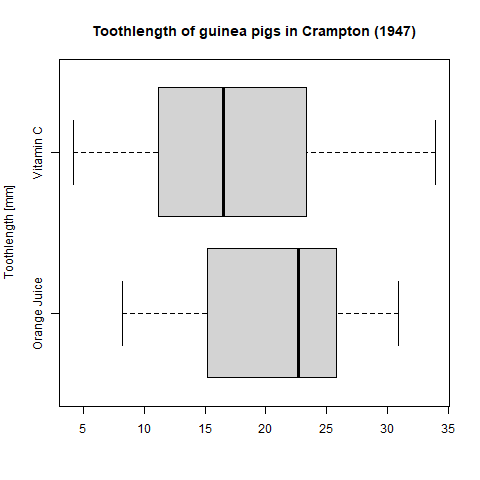 Toothlength of guinea pigs in Crampton (1947)
Toothlength [mm]
Vitamin C
Orange Juice
5 10 15 20 25 30 35